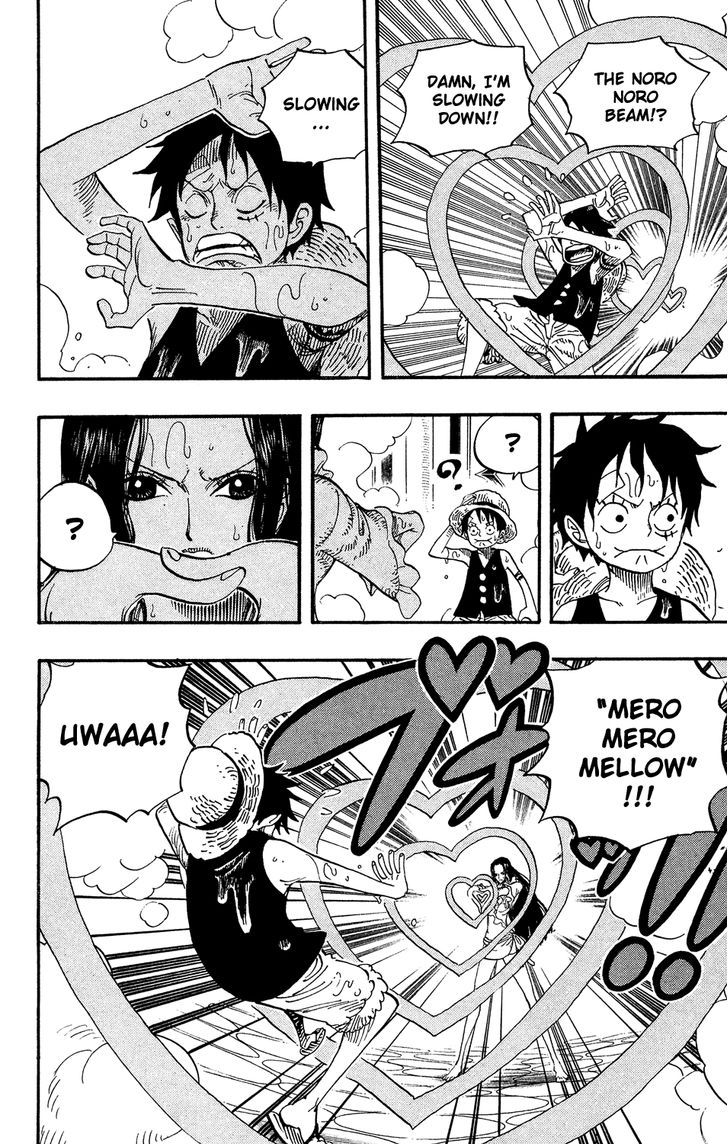 THE NORO
NORO
BEAM!?
DAMN, I'M
SLOWING
DOWN!!
SLOWING
...
?
?
?
"MERO
MERO
MELLOW"
!!!
ブォ!!
UWAAA!